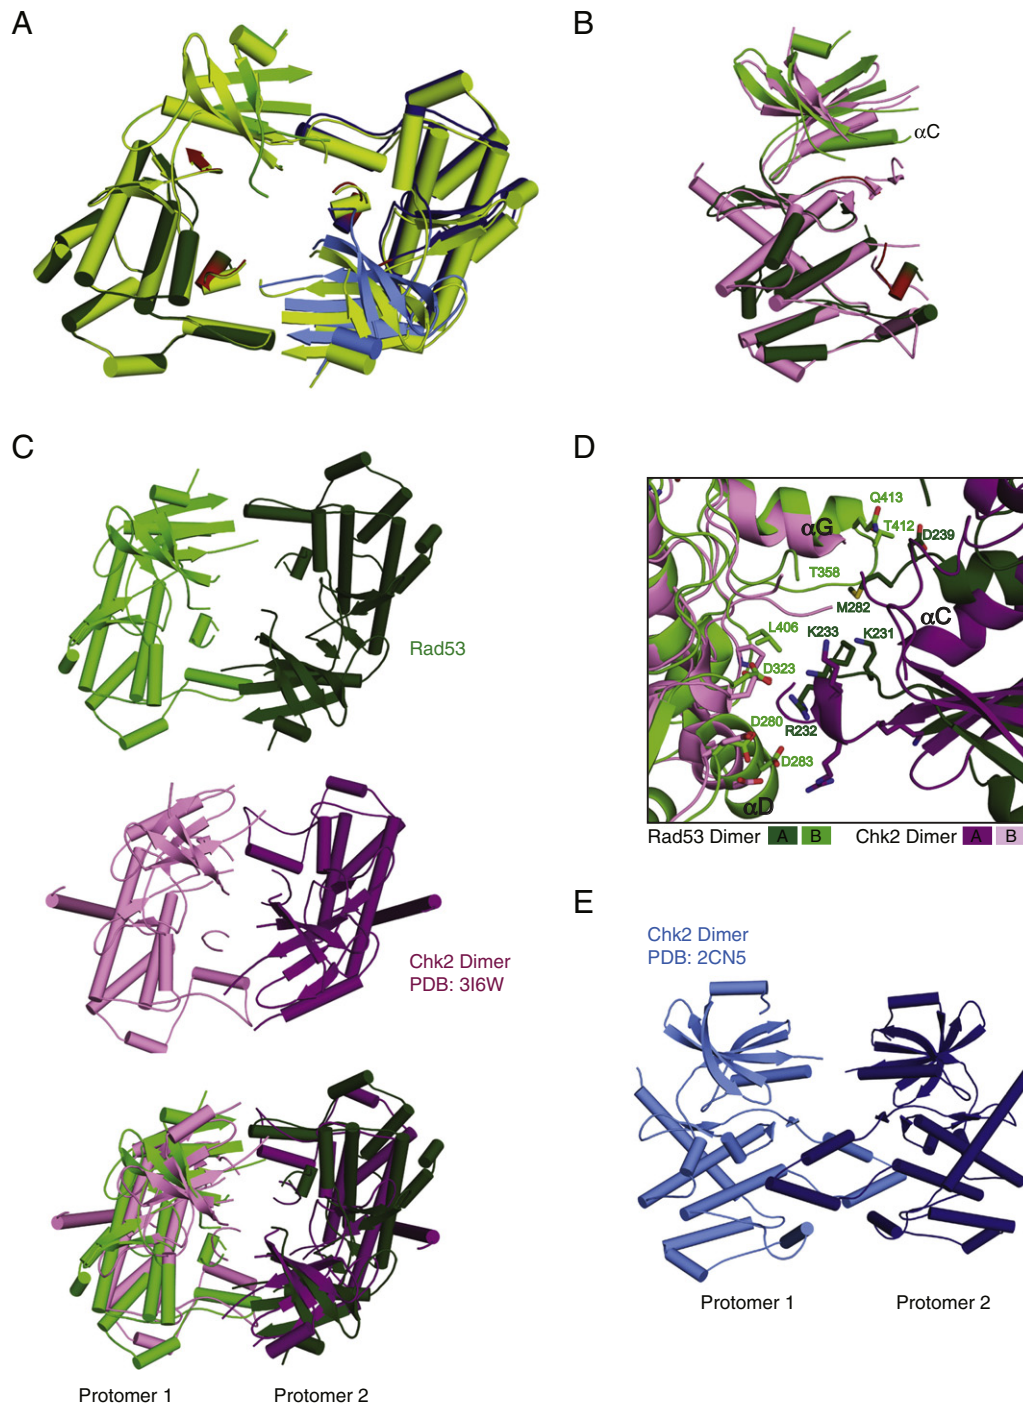 A
B
αC
C
Rad53
Chk2 Dimer
PDB: 3I6W
Protomer 1
Protomer 2
D
Q413
αG
T412
D239
T358
M282
αC
L406
K233
K231
D323
D280
R232
D283
αD
Rad53 Dimer A B Chk2 Dimer A B
E
Chk2 Dimer
PDB: 2CN5
Protomer 1
Protomer 2